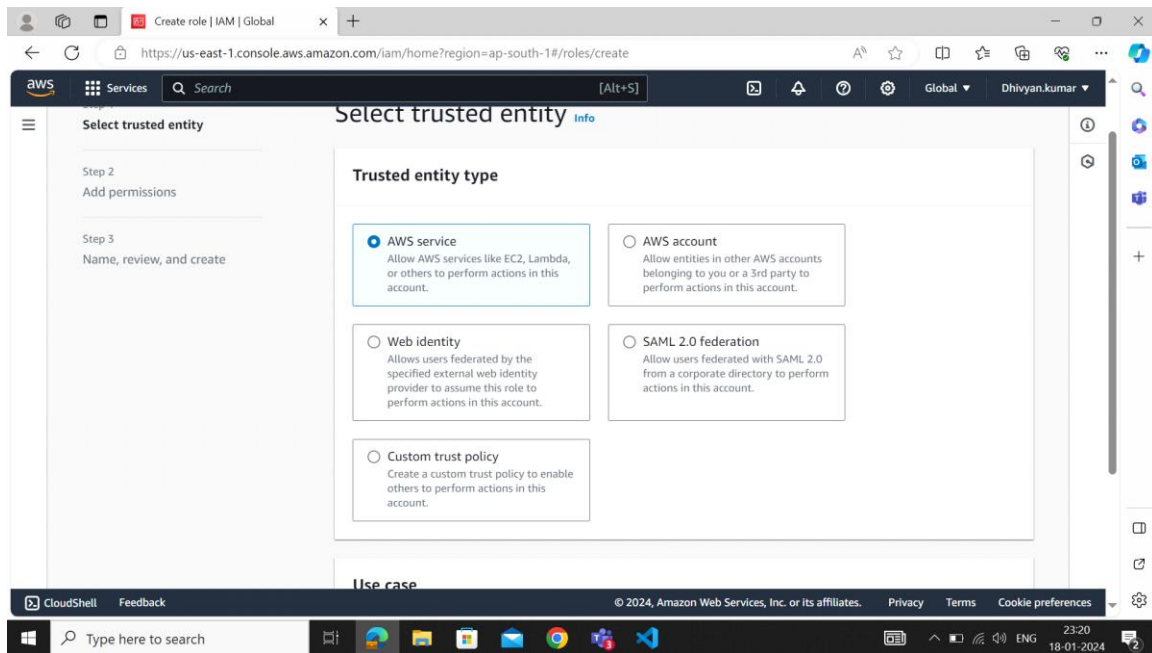 Create role | IAM | Global
https://us-east-1.console.aws.amazon.com/iam/home?region=ap-south-1#/roles/create
aws
Services
Search
[Alt+S]
Global
Dhivyan.kumar
Select trusted entity
Step 2
Add permissions
Step 3
Name, review, and create
Select trusted entity Info
Trusted entity type
AWS service
Allow AWS services like EC2, Lambda,
or others to perform actions in this
account.
AWS account
Allow entities in other AWS accounts
belonging to you or a 3rd party to
perform actions in this account.
Web identity
Allows users federated by the
specified external web identity
provider to assume this role to
perform actions in this account.
SAML 2.0 federation
Allow users federated with SAML 2.0
from a corporate directory to perform
actions in this account.
Custom trust policy
Create a custom trust policy to enable
others to perform actions in this
account.
Use case
CloudShell
Feedback
© 2024, Amazon Web Services, Inc. or its affiliates.
Privacy
Terms
Cookie preferences
Type here to search
ENG
23:20
18-01-2024
2